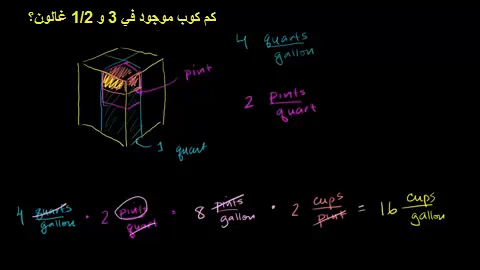 كم كوب موجود في 3 و 1/2 غالون؟
4 quarts/gallon
pint
2 pints/quart
1 quart
4 quarts/gallon · 2 pints/quart = 8 pints/gallon · 2 cups/pint = 16 cups/gallon